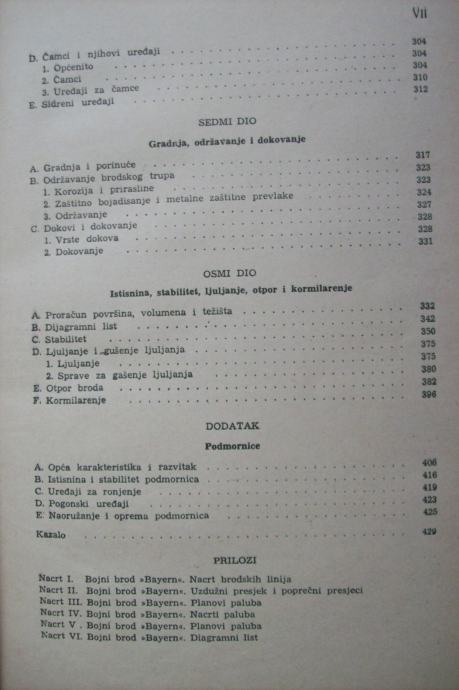 VII
D. Čamci i njihovi uređaji . . . . . . . . . . . . . . . . 304
1. Općenito . . . . . . . . . . . . . . . . 304
2. Čamci . . . . . . . . . . . . . . . . 304
3. Uređaji za čamce . . . . . . . . . . . . . . . . 310
E. Sidreni uređaji . . . . . . . . . . . . . . . . 312
SEDMI DIO
Gradnja, održavanje i dokovanje
A. Gradnja i porinuće . . . . . . . . . . . . . . . . 317
B. Održavanje brodskog trupa . . . . . . . . . . . . . . . . 323
1. Korozija i prirasline . . . . . . . . . . . . . . . . 323
2. Zaštitno bojadisanje i metalne zaštitne prevlake . . . . . . . . 324
3. Održavanje . . . . . . . . . . . . . . . . 327
C. Dokovi i dokovanje . . . . . . . . . . . . . . . . 328
1. Vrste dokova . . . . . . . . . . . . . . . . 328
2. Dokovanje . . . . . . . . . . . . . . . . 331
OSMI DIO
Istisnina, stabilitet, ljuljanje, otpor i kormilarenje
A. Proračun površina, volumena i težišta . . . . . . . . . . . . 332
B. Dijagramni list . . . . . . . . . . . . . . . . 342
C. Stabilitet . . . . . . . . . . . . . . . . 350
D. Ljuljanje i gušenje ljuljanja . . . . . . . . . . . . . . . . 375
1. Ljuljanje . . . . . . . . . . . . . . . . 375
2. Sprave za gašenje ljuljanja . . . . . . . . . . . . . . . . 380
E. Otpor broda . . . . . . . . . . . . . . . . 382
F. Kormilarenje . . . . . . . . . . . . . . . . 396
DODATAK
Podmornice
A. Opća karakteristika i razvitak . . . . . . . . . . . . . . . . 406
B. Istisnina i stabilitet podmornica . . . . . . . . . . . . . . . . 416
C. Uređaji za ronjenje . . . . . . . . . . . . . . . . 419
D. Pogonski uređaji . . . . . . . . . . . . . . . . 423
E. Naoružanje i oprema podmornica . . . . . . . . . . . . . . . . 425
Kazalo . . . . . . . . . . . . . . . . 429
PRILOZI
Nacrt I. Bojni brod »Bayern«. Nacrt brodskih linija
Nacrt II. Bojni brod »Bayern«. Uzdužni presjek i poprečni presjeci
Nacrt III. Bojni brod »Bayern«. Planovi paluba
Nacrt IV. Bojni brod »Bayern«. Nacrti paluba
Nacrt V . Bojni brod »Bayern«. Planovi paluba
Nacrt VI. Bojni brod »Bayern«. Diagramni list